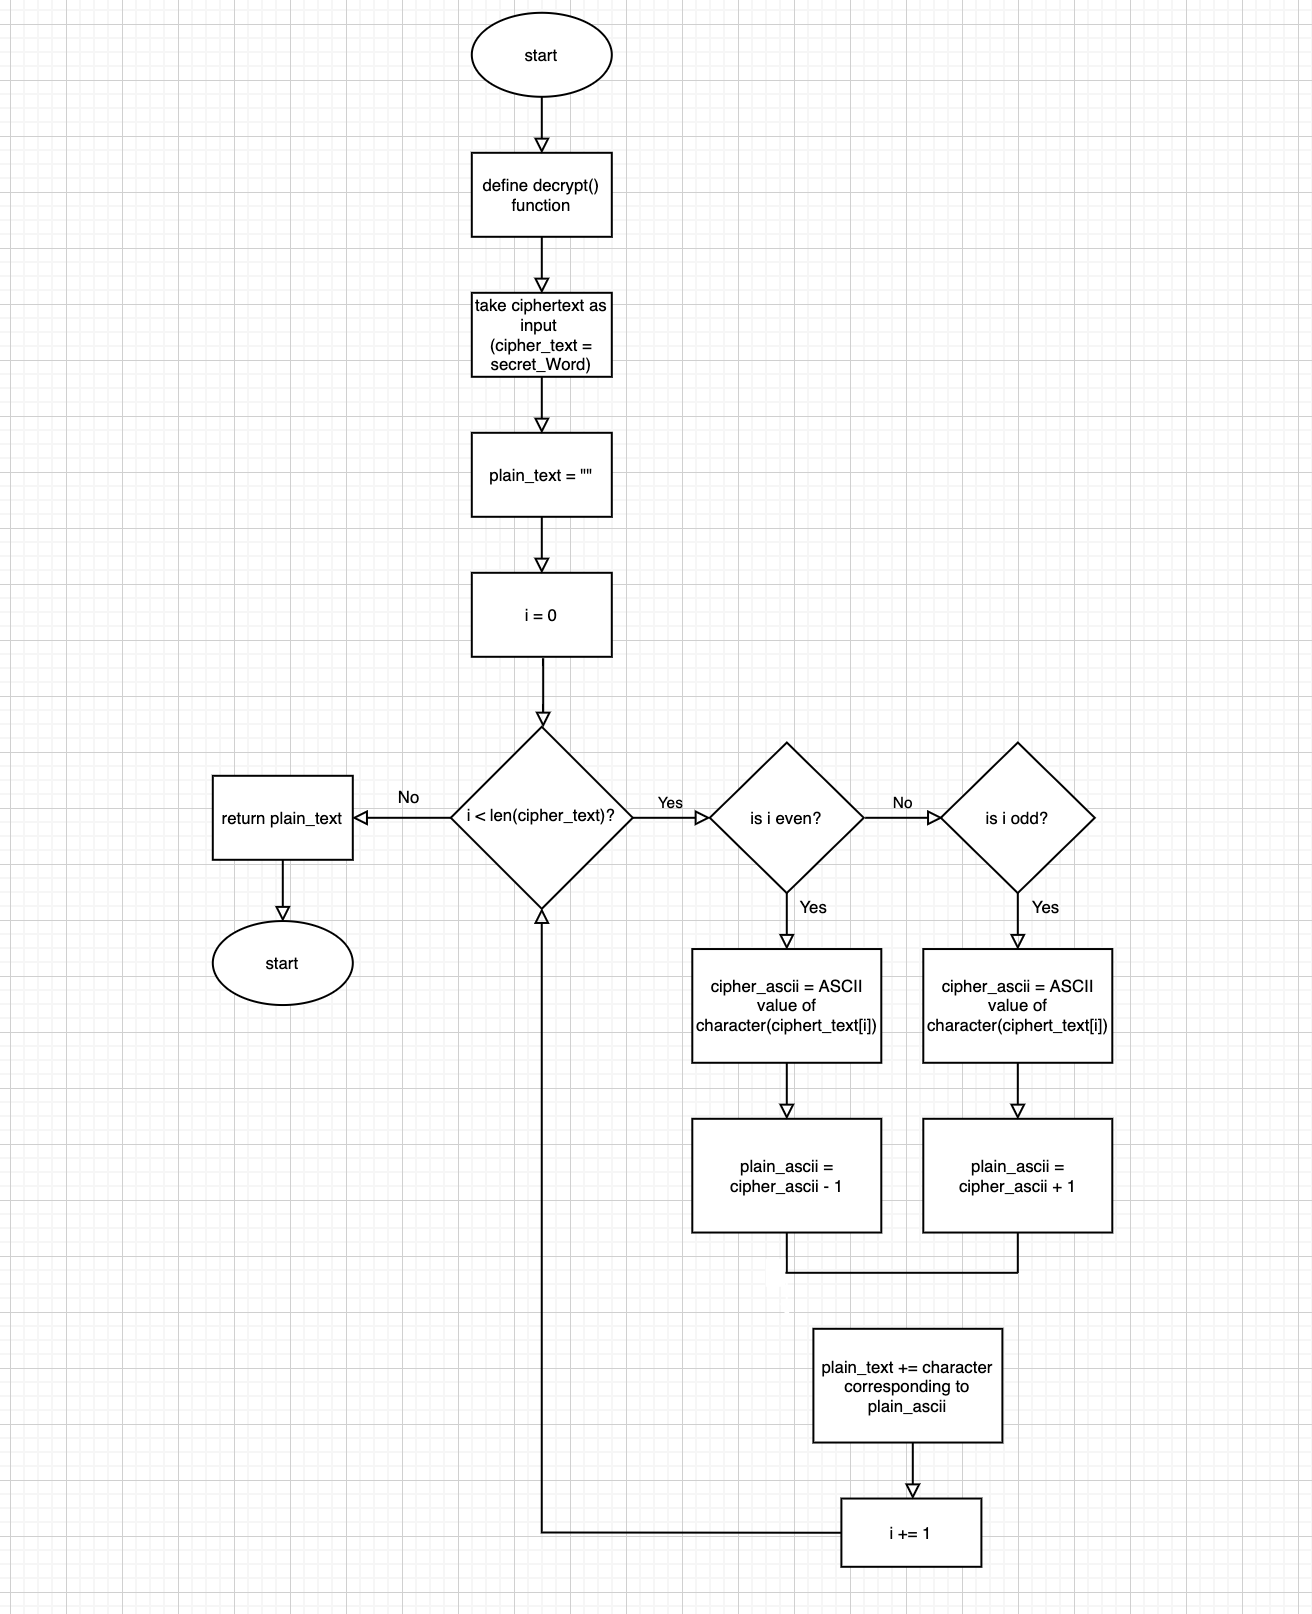 start
define decrypt()
function
take ciphertext as
input
(cipher_text =
secret_Word)
plain_text = ""
i = 0
i < len(cipher_text)?
No
return plain_text
start
Yes
is i even?
No
is i odd?
Yes
cipher_ascii = ASCII
value of
character(ciphert_text[i])
plain_ascii =
cipher_ascii - 1
Yes
cipher_ascii = ASCII
value of
character(ciphert_text[i])
plain_ascii =
cipher_ascii + 1
plain_text += character
corresponding to
plain_ascii
i += 1